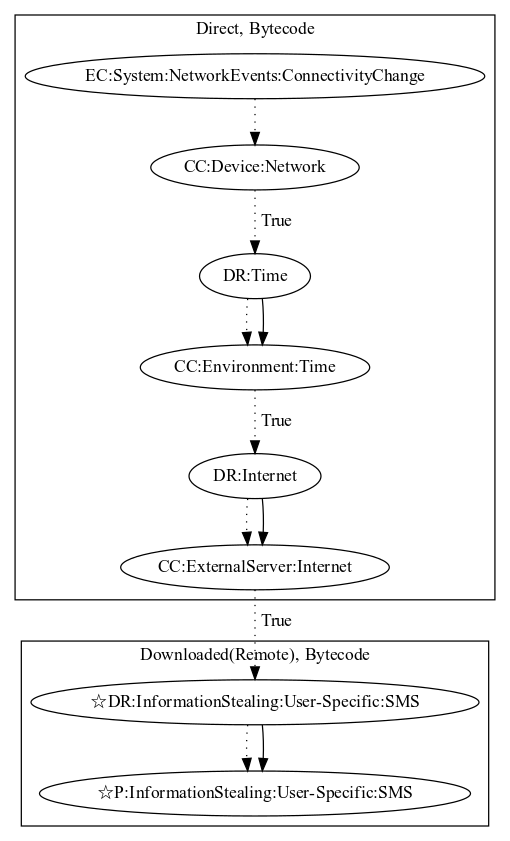 Direct, Bytecode
EC:System:NetworkEvents:ConnectivityChange
CC:Device:Network
True
DR:Time
CC:Environment:Time
True
DR:Internet
CC:ExternalServer:Internet
True
Downloaded(Remote), Bytecode
☆DR:InformationStealing:User-Specific:SMS
☆P:InformationStealing:User-Specific:SMS